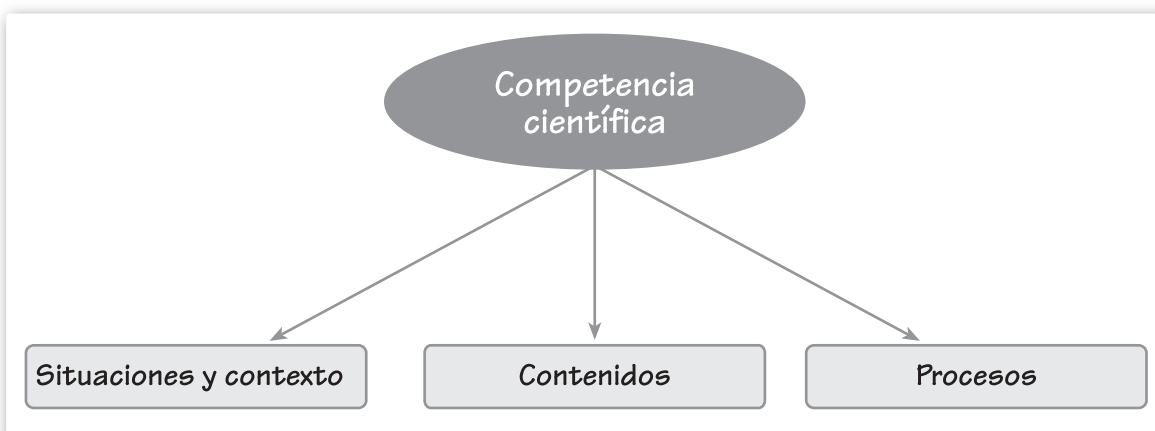 Competencia
científica
Situaciones y contexto
Contenidos
Procesos